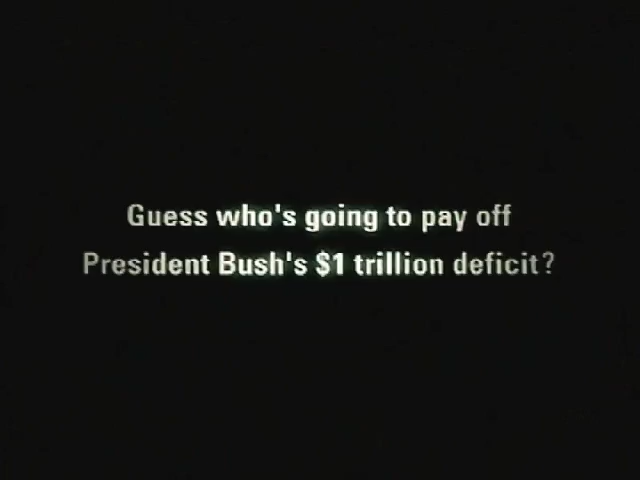 Guess who's going to pay off
President Bush's $1 trillion deficit?